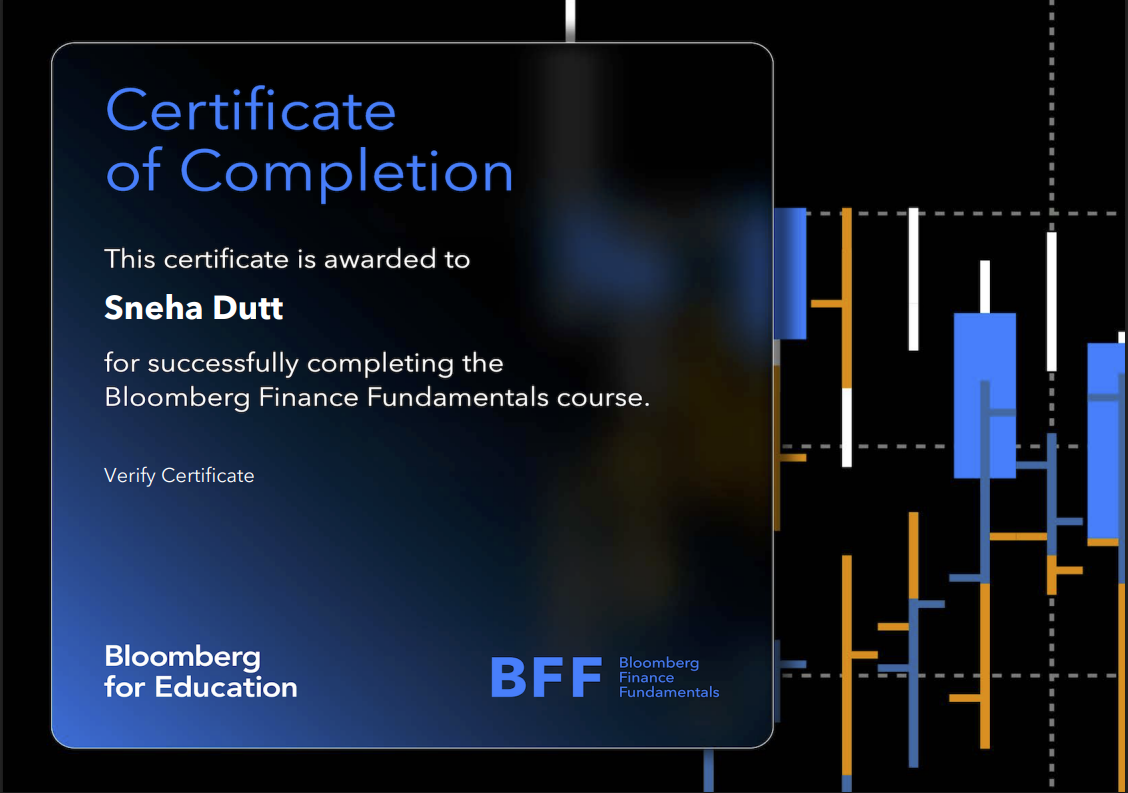 Certificate
of Completion
This certificate is awarded to
Sneha Dutt
for successfully completing the
Bloomberg Finance Fundamentals course.
Verify Certificate
Bloomberg
for Education
BFF
Bloomberg
Finance
Fundamentals